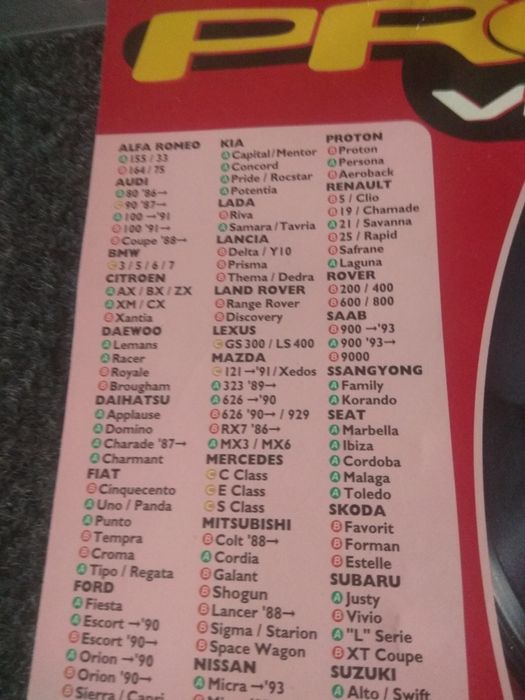 PRO
V
ALFA ROMEO
A 155 / 33
B 164 / 75
AUDI
A 80 '86→
C 90 '87→
A 100 →'91
B 100 '91→
B Coupe '88→
BMW
C 3 / 5 / 6 / 7
CITROEN
A AX / BX / ZX
A XM / CX
B Xantia
DAEWOO
A Lemans
A Racer
B Royale
B Brougham
DAIHATSU
A Applause
A Domino
A Charade '87→
A Charmant
FIAT
B Cinquecento
A Uno / Panda
A Punto
B Tempra
B Croma
A Tipo / Regata
FORD
A Fiesta
A Escort →'90
B Escort '90→
A Orion →'90
B Orion '90→
B Sierra / Capri
KIA
A Capital/Mentor
A Concord
A Pride / Rocstar
A Potentia
LADA
B Riva
A Samara / Tavria
LANCIA
B Delta / Y10
B Prisma
B Thema / Dedra
LAND ROVER
B Range Rover
B Discovery
LEXUS
C GS 300 / LS 400
MAZDA
C 121 →'91/Xedos
A 323 '89→
A 626 →'90
B 626 '90→ / 929
B RX7 '86→
A MX3 / MX6
MERCEDES
C C Class
C E Class
C S Class
MITSUBISHI
B Colt '88→
A Cordia
B Galant
B Shogun
B Lancer '88→
B Sigma / Starion
B Space Wagon
NISSAN
A Micra →'93
PROTON
B Proton
A Persona
B Aeroback
RENAULT
B 5 / Clio
B 19 / Chamade
A 21 / Savanna
B 25 / Rapid
B Safrane
A Laguna
ROVER
B 200 / 400
B 600 / 800
SAAB
B 900 →'93
A 900 '93→
B 9000
SSANGYONG
A Family
A Korando
SEAT
A Marbella
A Ibiza
A Cordoba
A Malaga
A Toledo
SKODA
B Favorit
B Forman
B Estelle
SUBARU
A Justy
B Vivio
A "L" Serie
B XT Coupe
SUZUKI
A Alto / Swift